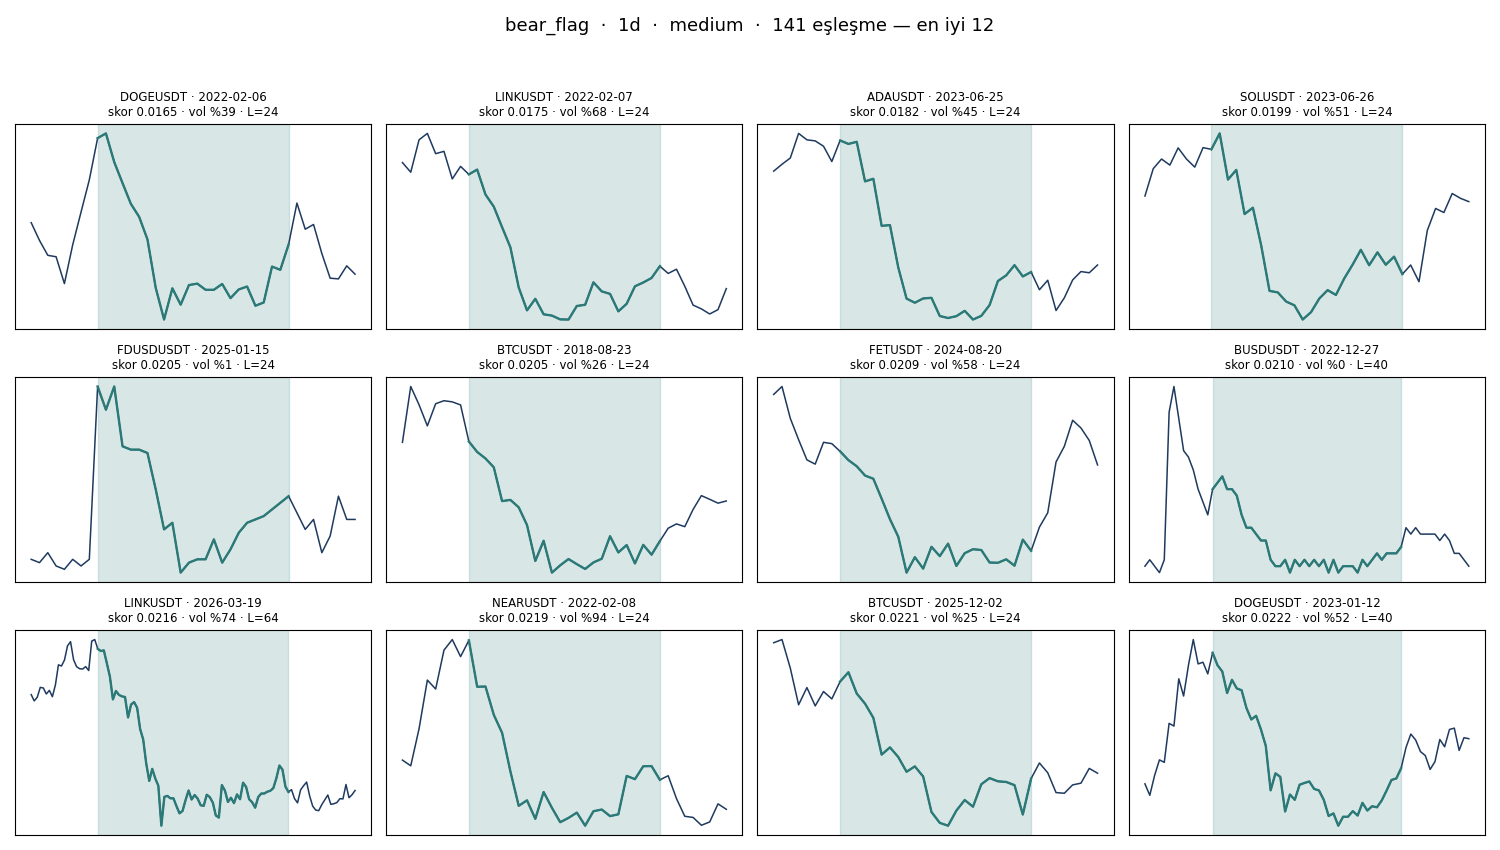 bear_flag · 1d · medium · 141 eşleşme — en iyi 12
DOGEUSDT · 2022-02-06
skor 0.0165 · vol %39 · L=24
LINKUSDT · 2022-02-07
skor 0.0175 · vol %68 · L=24
ADAUSDT · 2023-06-25
skor 0.0182 · vol %45 · L=24
SOLUSDT · 2023-06-26
skor 0.0199 · vol %51 · L=24
FDUSDUSDT · 2025-01-15
skor 0.0205 · vol %1 · L=24
BTCUSDT · 2018-08-23
skor 0.0205 · vol %26 · L=24
FETUSDT · 2024-08-20
skor 0.0209 · vol %58 · L=24
BUSDUSDT · 2022-12-27
skor 0.0210 · vol %0 · L=40
LINKUSDT · 2026-03-19
skor 0.0216 · vol %74 · L=64
NEARUSDT · 2022-02-08
skor 0.0219 · vol %94 · L=24
BTCUSDT · 2025-12-02
skor 0.0221 · vol %25 · L=24
DOGEUSDT · 2023-01-12
skor 0.0222 · vol %52 · L=40